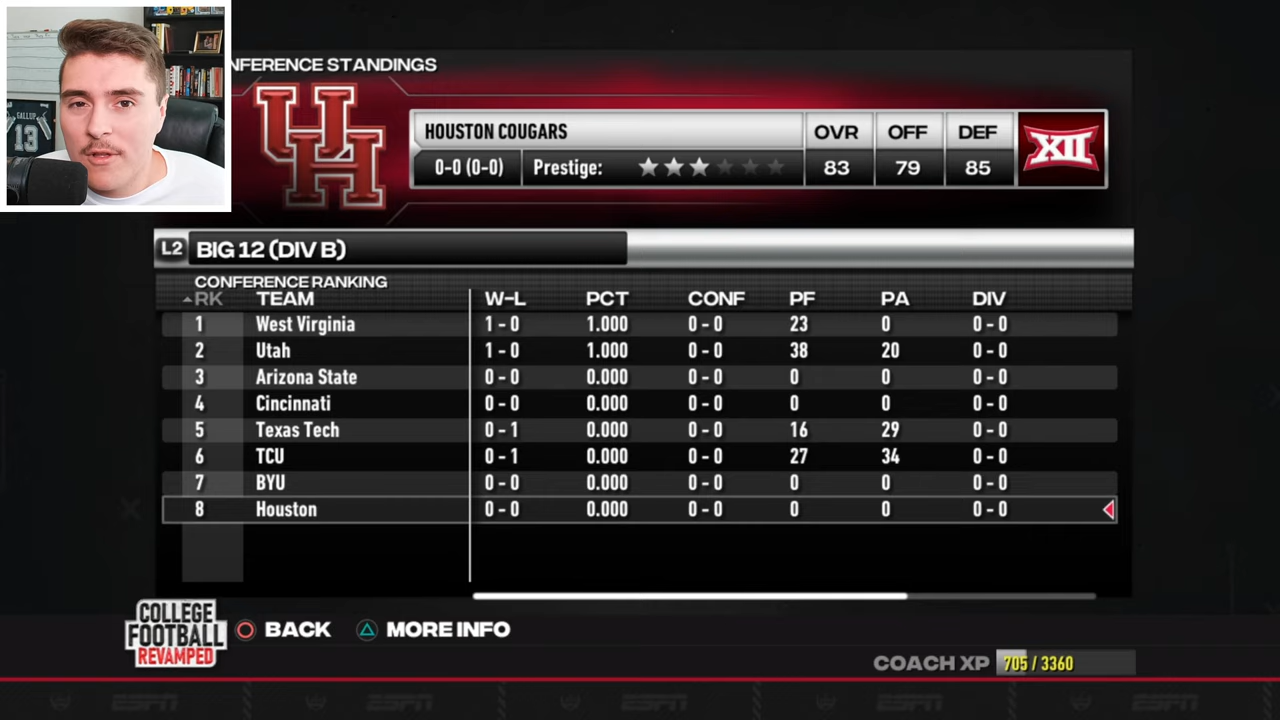 GALLUP
13
NFERENCE STANDINGS
HOUSTON COUGARS OVR OFF DEF
0-0 (0-0) Prestige: 83 79 85
XII
L2 BIG 12 (DIV B)
CONFERENCE RANKING
RK TEAM W-L PCT CONF PF PA DIV
1 West Virginia 1 - 0 1.000 0 - 0 23 0 0 - 0
2 Utah 1 - 0 1.000 0 - 0 38 20 0 - 0
3 Arizona State 0 - 0 0.000 0 - 0 0 0 0 - 0
4 Cincinnati 0 - 0 0.000 0 - 0 0 0 0 - 0
5 Texas Tech 0 - 1 0.000 0 - 0 16 29 0 - 0
6 TCU 0 - 1 0.000 0 - 0 27 34 0 - 0
7 BYU 0 - 0 0.000 0 - 0 0 0 0 - 0
8 Houston 0 - 0 0.000 0 - 0 0 0 0 - 0
COLLEGE
FOOTBALL
REVAMPED
BACK MORE INFO
COACH XP 705 / 3360
ESPN ESPN ESPN ESPN ESPN